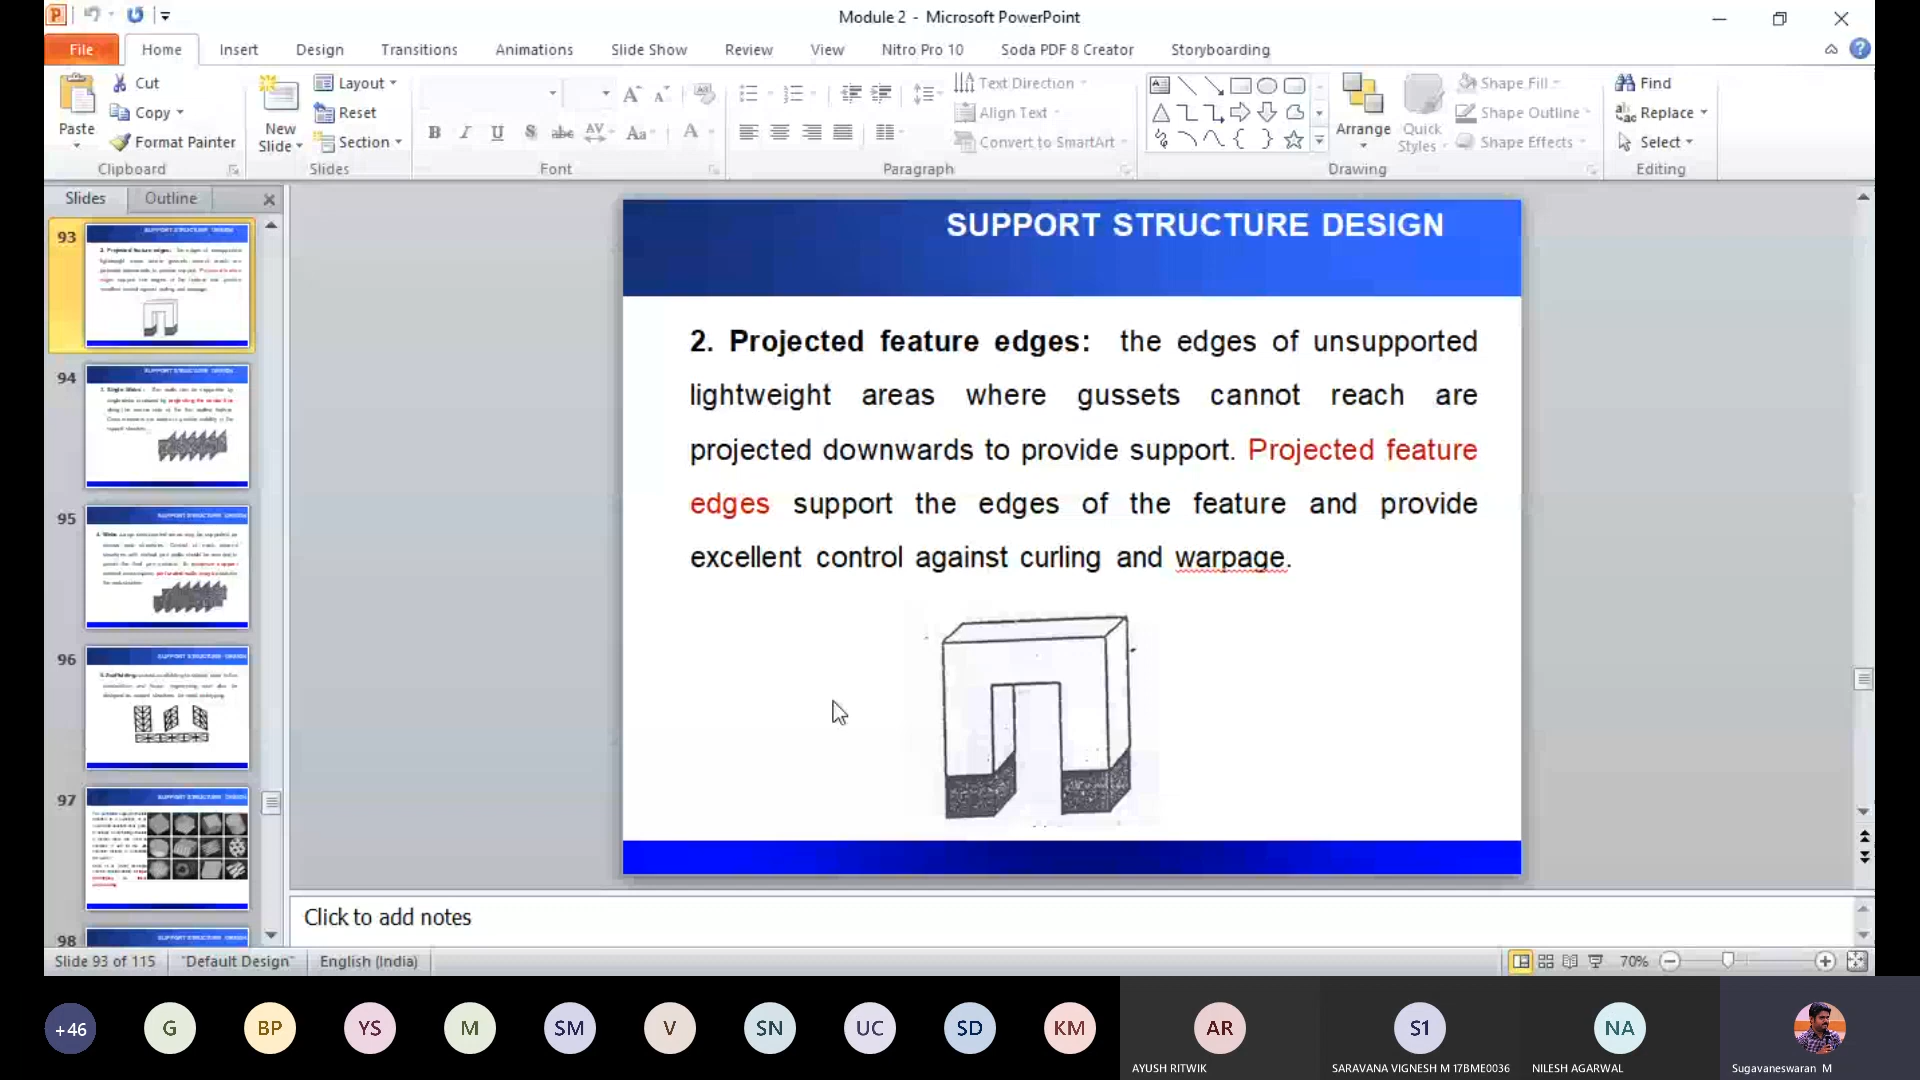 Module 2 - Microsoft PowerPoint
File Home Insert Design Transitions Animations Slide Show Review View Nitro Pro 10 Soda PDF 8 Creator Storyboarding
Paste
Cut
Copy
Format Painter
Clipboard
New Slide
Layout
Reset
Section
Slides
Font
Text Direction
Align Text
Convert to SmartArt
Paragraph
Arrange
Quick Styles
Shape Fill
Shape Outline
Shape Effects
Drawing
Find
Replace
Select
Editing
Slides Outline
93
94
95
96
97
98
SUPPORT STRUCTURE DESIGN
2. Projected feature edges: the edges of unsupported
lightweight areas where gussets cannot reach are
projected downwards to provide support. Projected feature
edges support the edges of the feature and provide
excellent control against curling and warpage.
Click to add notes
Slide 93 of 115 "Default Design" English (India) 70%
+46 G BP YS M SM V SN UC SD KM AR S1 NA
AYUSH RITWIK SARAVANA VIGNESH M 17BME0036 NILESH AGARWAL Sugavaneswaran M